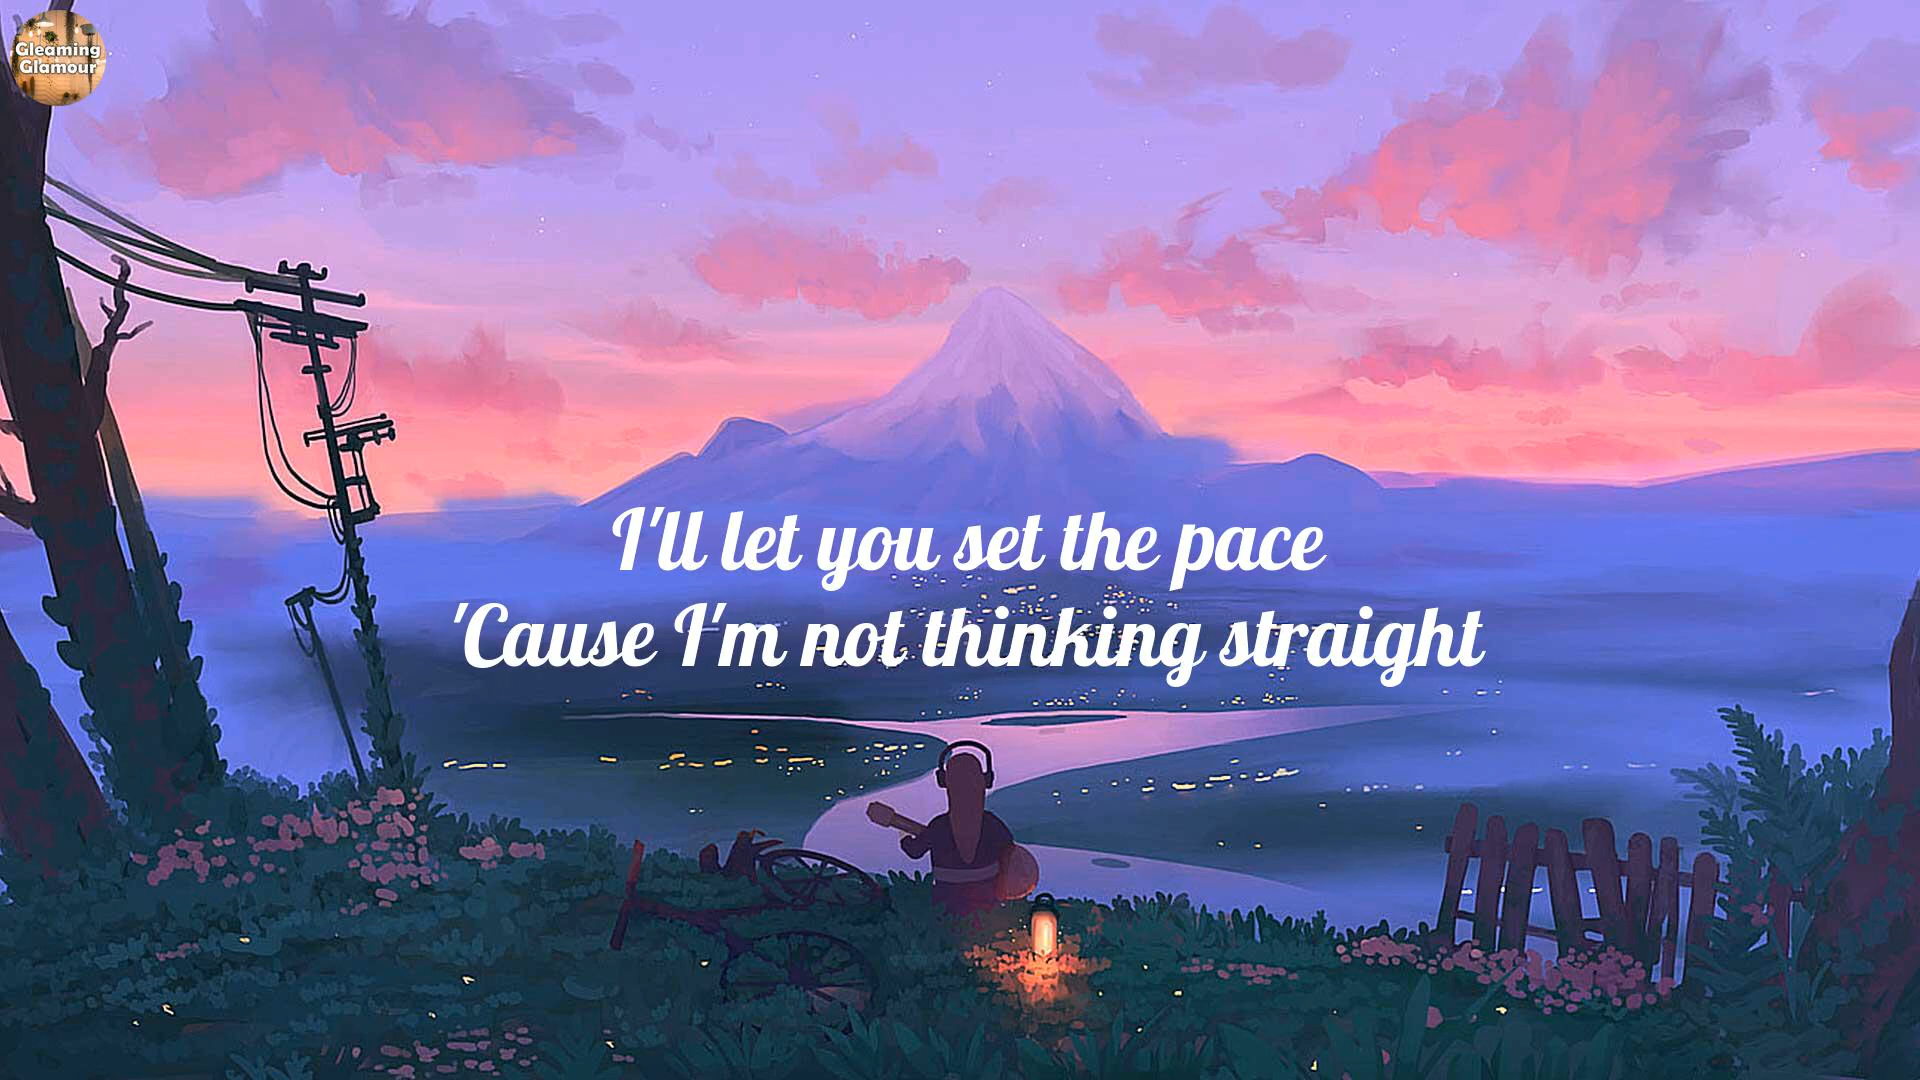 Gleaming
Glamour
I'll let you set the pace
'Cause I'm not thinking straight